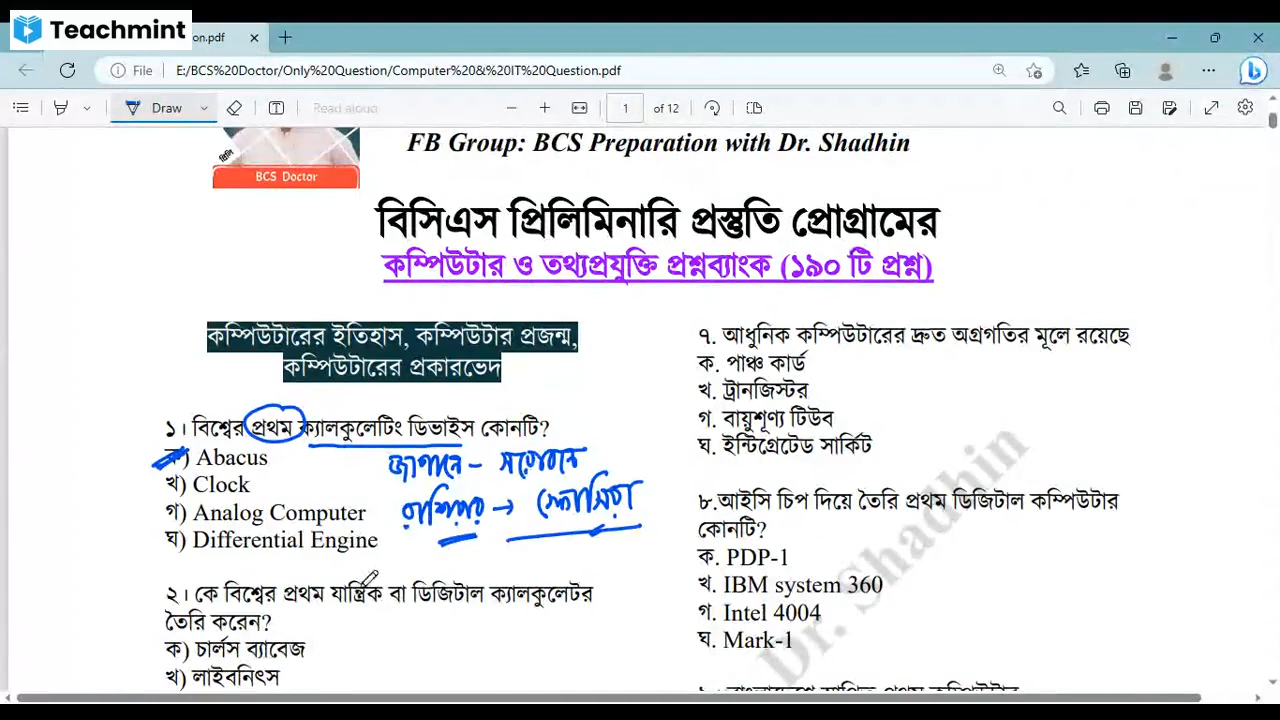 Teachmint
on.pdf
File
E:/BCS%20Doctor/Only%20Question/Computer%20&%20IT%20Question.pdf
Draw
Read aloud
1 of 12
FB Group: BCS Preparation with Dr. Shadhin
BCS Doctor
বিসিএস প্রিলিমিনারি প্রস্তুতি প্রোগ্রামের
কম্পিউটার ও তথ্যপ্রযুক্তি প্রশ্নব্যাংক (১৯০ টি প্রশ্ন)
কম্পিউটারের ইতিহাস, কম্পিউটার প্রজন্ম,
কম্পিউটারের প্রকারভেদ
১। বিশ্বের প্রথম ক্যালকুলেটিং ডিভাইস কোনটি?
ক) Abacus
খ) Clock
গ) Analog Computer
ঘ) Differential Engine
জাপানে - সরোবান
রাশিয়ায় → স্কোসিয়া
২। কে বিশ্বের প্রথম যান্ত্রিক বা ডিজিটাল ক্যালকুলেটর
তৈরি করেন?
ক) চার্লস ব্যাবেজ
খ) লাইবনিৎস
৭. আধুনিক কম্পিউটারের দ্রুত অগ্রগতির মূলে রয়েছে
ক. পাঞ্চ কার্ড
খ. ট্রানজিস্টর
গ. বায়ুশূণ্য টিউব
ঘ. ইন্টিগ্রেটেড সার্কিট
৮.আইসি চিপ দিয়ে তৈরি প্রথম ডিজিটাল কম্পিউটার
কোনটি?
ক. PDP-1
খ. IBM system 360
গ. Intel 4004
ঘ. Mark-1
Dr. Shadhin